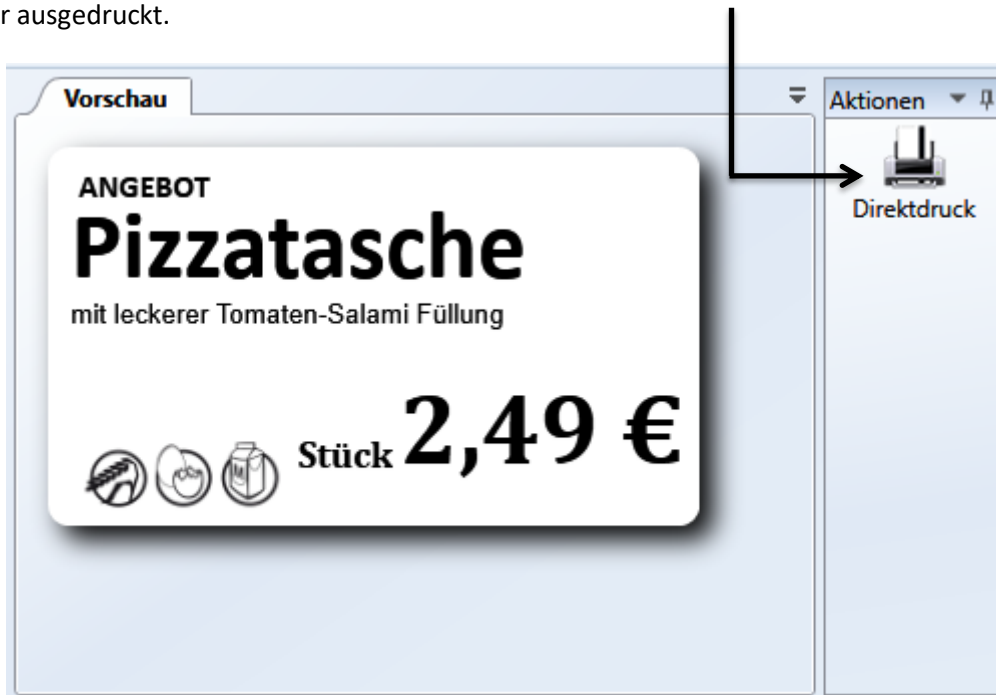 r ausgedruckt.
Vorschau
Aktionen
Direktdruck
ANGEBOT
Pizzatasche
mit leckerer Tomaten-Salami Füllung
Stück 2,49 €